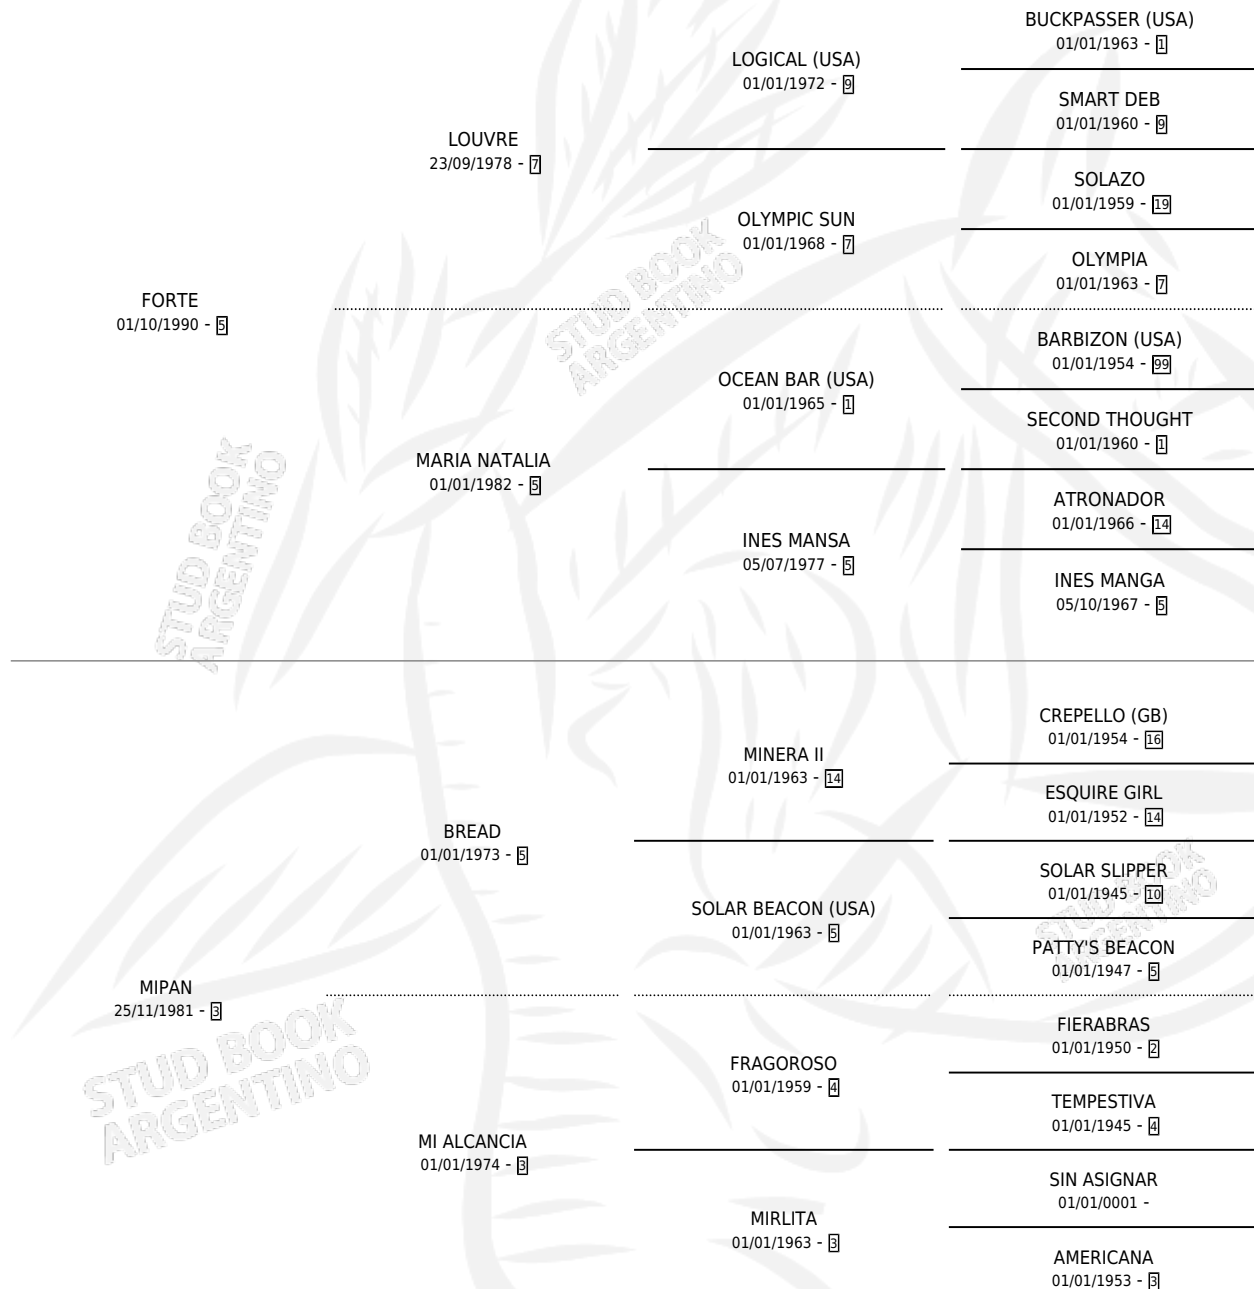 BUCKPASSER (USA)
01/01/1963 - 1
LOGICAL (USA)
01/01/1972 - 9
SMART DEB
01/01/1960 - 9
LOUVRE
23/09/1978 - 7
SOLAZO
01/01/1959 - 19
OLYMPIC SUN
01/01/1968 - 7
OLYMPIA
01/01/1963 - 7
FORTE
01/10/1990 - 5
BARBIZON (USA)
01/01/1954 - 99
OCEAN BAR (USA)
01/01/1965 - 1
SECOND THOUGHT
01/01/1960 - 1
MARIA NATALIA
01/01/1982 - 5
ATRONADOR
01/01/1966 - 14
INES MANSA
05/07/1977 - 5
INES MANGA
05/10/1967 - 5
CREPELLO (GB)
01/01/1954 - 16
MINERA II
01/01/1963 - 14
ESQUIRE GIRL
01/01/1952 - 14
BREAD
01/01/1973 - 5
SOLAR SLIPPER
01/01/1945 - 10
SOLAR BEACON (USA)
01/01/1963 - 5
PATTY'S BEACON
01/01/1947 - 5
MIPAN
25/11/1981 - 3
FIERABRAS
01/01/1950 - 2
FRAGOROSO
01/01/1959 - 4
TEMPESTIVA
01/01/1945 - 4
MI ALCANCIA
01/01/1974 - 3
SIN ASIGNAR
01/01/0001 -
MIRLITA
01/01/1963 - 3
AMERICANA
01/01/1953 - 3
STUD BOOK
ARGENTINO
STUD BOOK
ARGENTINO
STUD BOOK
ARGENTINO
STUD BOOK
ARGENTINO